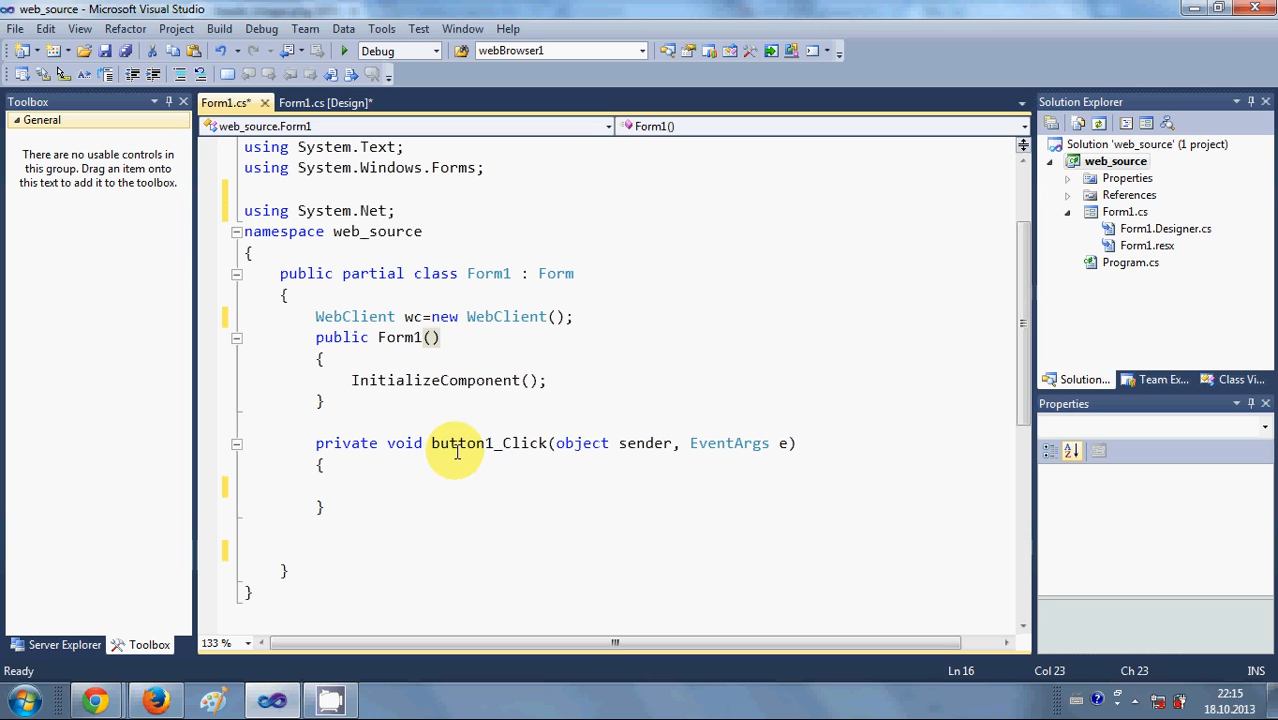 web_source - Microsoft Visual Studio
File Edit View Refactor Project Build Debug Team Data Tools Test Window Help
Debug webBrowser1
Toolbox
General
There are no usable controls in
this group. Drag an item onto
this text to add it to the toolbox.
Server Explorer Toolbox
Form1.cs* Form1.cs [Design]*
web_source.Form1 Form1()
using System.Text;
using System.Windows.Forms;
using System.Net;
namespace web_source
{
public partial class Form1 : Form
{
WebClient wc=new WebClient();
public Form1()
{
InitializeComponent();
}
private void button1_Click(object sender, EventArgs e)
{
}
}
}
133 %
Solution Explorer
Solution 'web_source' (1 project)
web_source
Properties
References
Form1.cs
Form1.Designer.cs
Form1.resx
Program.cs
Solution... Team Ex... Class Vi...
Properties
Ready Ln 16 Col 23 Ch 23 INS
22:15
18.10.2013